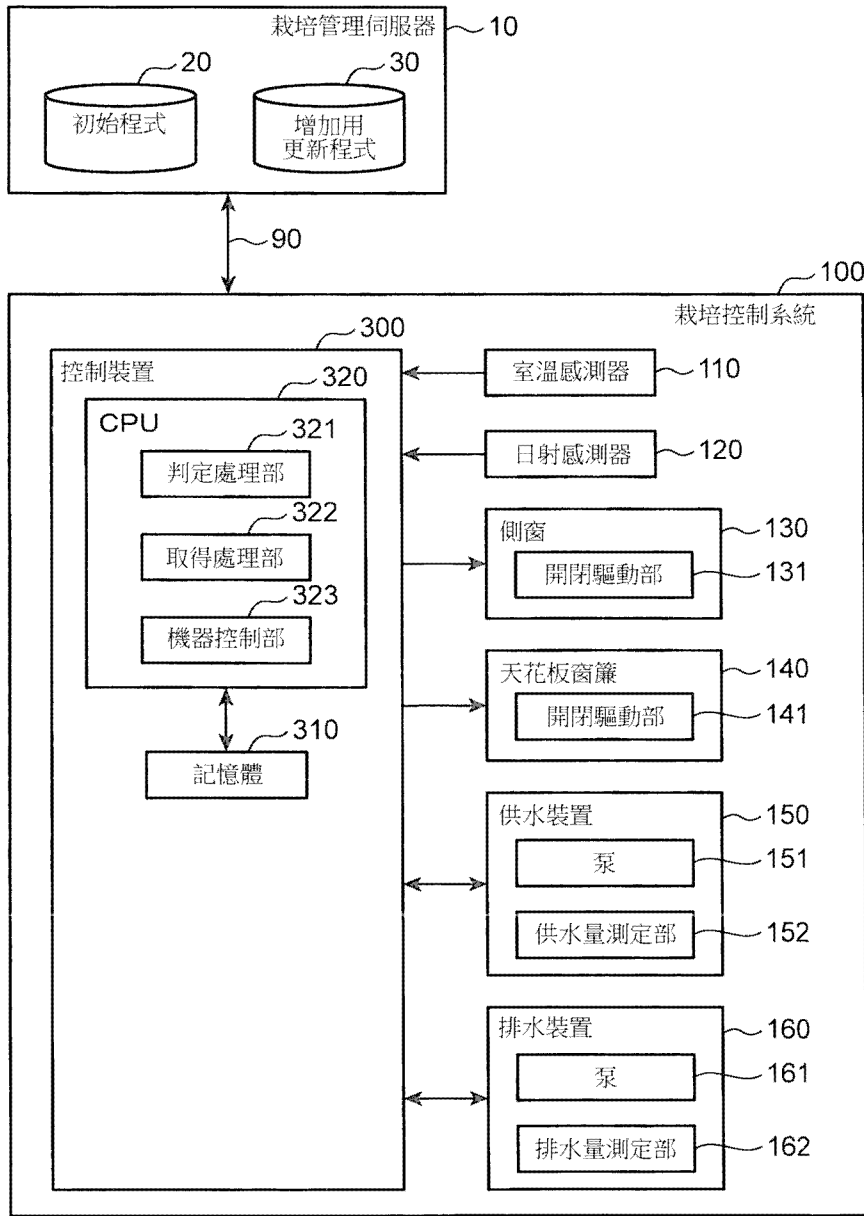 栽培管理伺服器
10
20
30
初始程式
增加用
更新程式
90
100
栽培控制系統
300
控制裝置
320
CPU
321
判定處理部
322
取得處理部
323
機器控制部
310
記憶體
室溫感測器
110
日射感測器
120
側窗
130
開閉驅動部
131
天花板窗簾
140
開閉驅動部
141
供水裝置
150
泵
151
供水量測定部
152
排水裝置
160
泵
161
排水量測定部
162